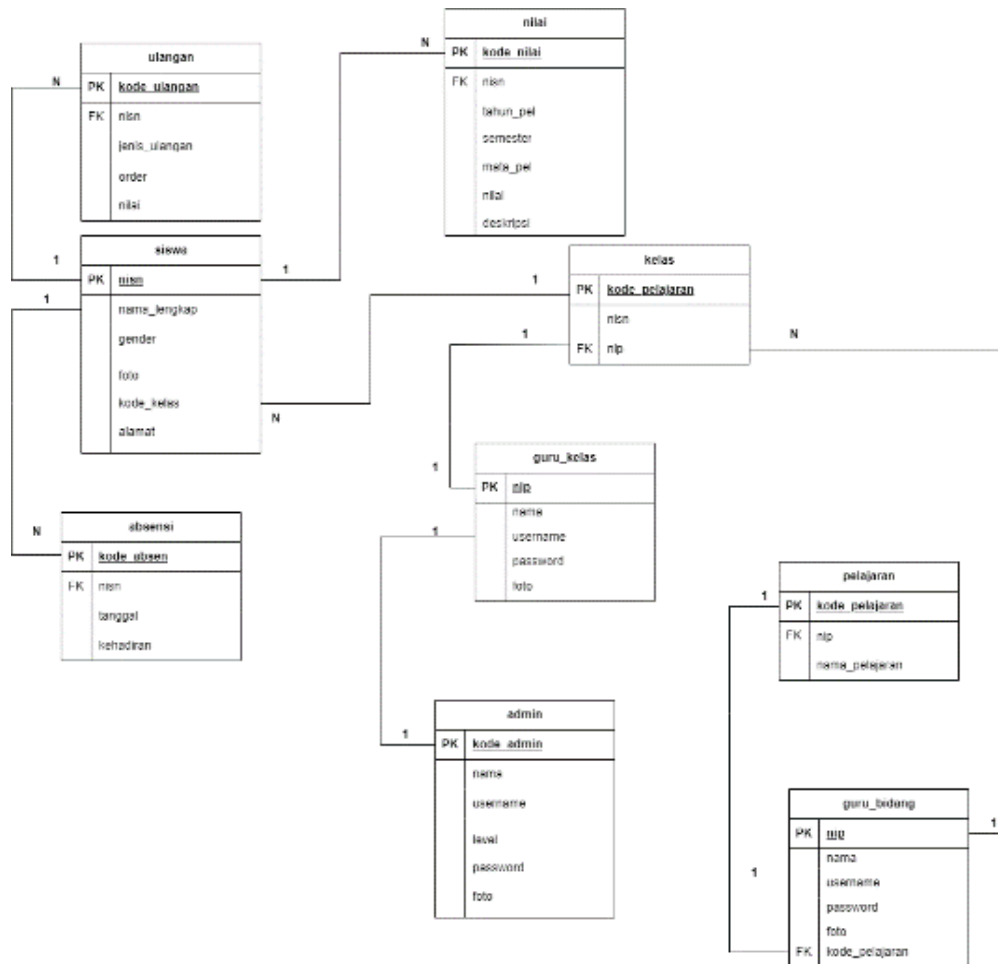 ulangan
N
PK kode_ulangan
FK nisn
jenis_ulangan
order
nilai
nilai
N
PK kode_nilai
FK nisn
tahun_pel
semester
mata_pel
nilai
deskripsi
siswa
1
PK nisn
1
1
nama_lengkap
gender
foto
kode_kelas
alamat
N
kelas
1
PK kode_pelajaran
nisn
1
FK nip
N
guru_kelas
1
PK nip
nama
1
username
password
foto
absensi
N
PK kode_absen
FK nisn
tanggal
kehadiran
pelajaran
1
PK kode_pelajaran
FK nip
nama_pelajaran
admin
1
PK kode_admin
nama
username
level
password
foto
guru_bidang
PK nip
1
nama
1
username
password
foto
FK kode_pelajaran